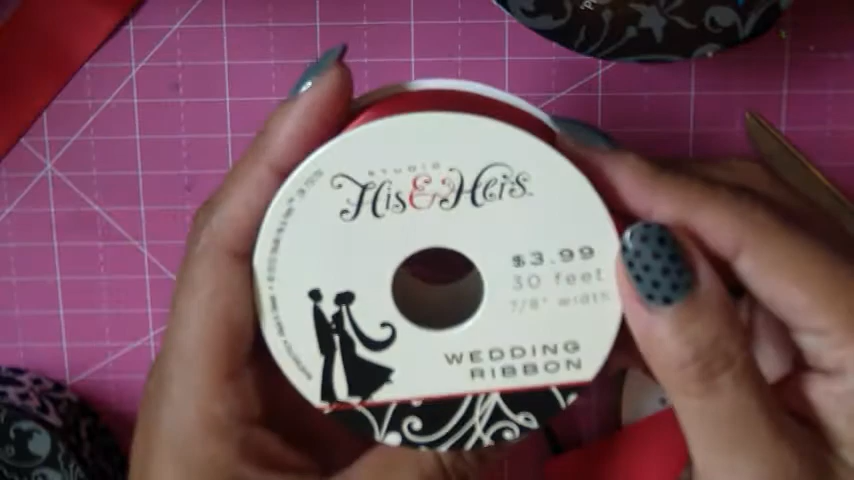 STUDIO
His & Hers
$3.99
30 feet
7/8" width
WEDDING
RIBBON